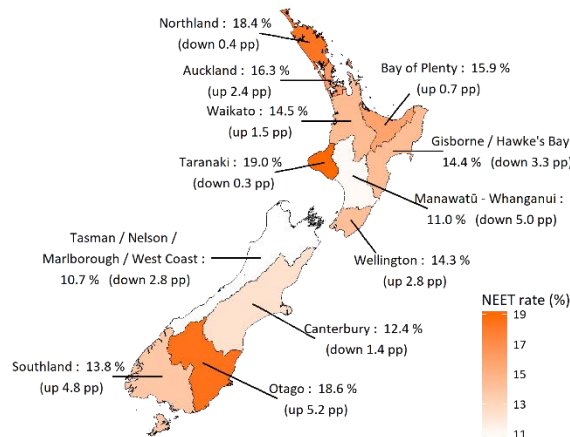 Northland : 18.4 %
(down 0.4 pp)
Auckland : 16.3 %
(up 2.4 pp)
Bay of Plenty : 15.9 %
(up 0.7 pp)
Waikato : 14.5 %
(up 1.5 pp)
Gisborne / Hawke's Bay
14.4 % (down 3.3 pp)
Taranaki : 19.0 %
(down 0.3 pp)
Manawatū - Whanganui :
11.0 % (down 5.0 pp)
Tasman / Nelson /
Marlborough / West Coast :
10.7 % (down 2.8 pp)
Wellington : 14.3 %
(up 2.8 pp)
Canterbury : 12.4 %
(down 1.4 pp)
Southland : 13.8 %
(up 4.8 pp)
Otago : 18.6 %
(up 5.2 pp)
NEET rate (%)
19
17
15
13
11